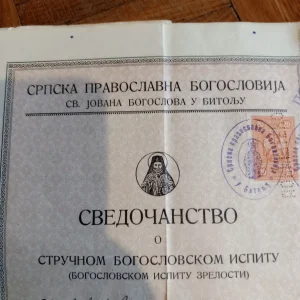 СРПСКА ПРАВОСЛАВНА БОГОСЛОВИЈА
СВ. ЈОВАНА БОГОСЛОВА У БИТОЉУ
СВЕДОЧАНСТВО
О
СТРУЧНОМ БОГОСЛОВСКОМ ИСПИТУ
(БОГОСЛОВСКОМ ИСПИТУ ЗРЕЛОСТИ)